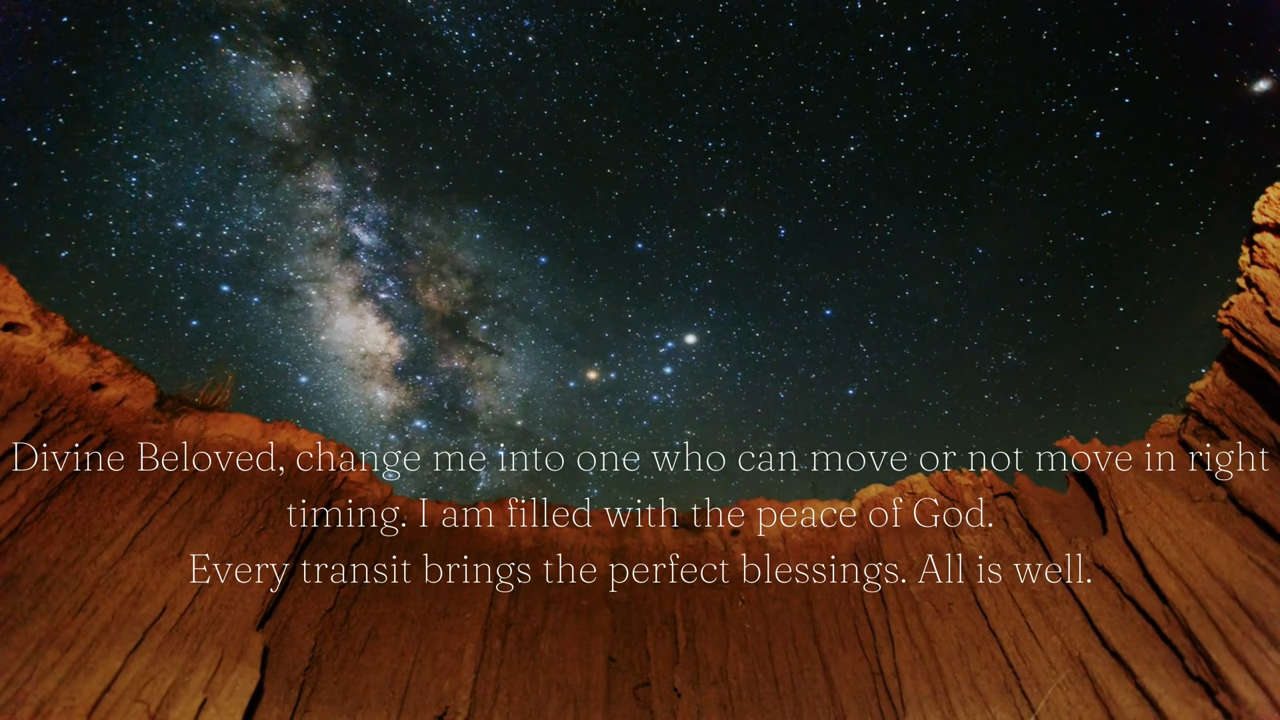 Divine Beloved, change me into one who can move or not move in right
timing. I am filled with the peace of God.
Every transit brings the perfect blessings. All is well.